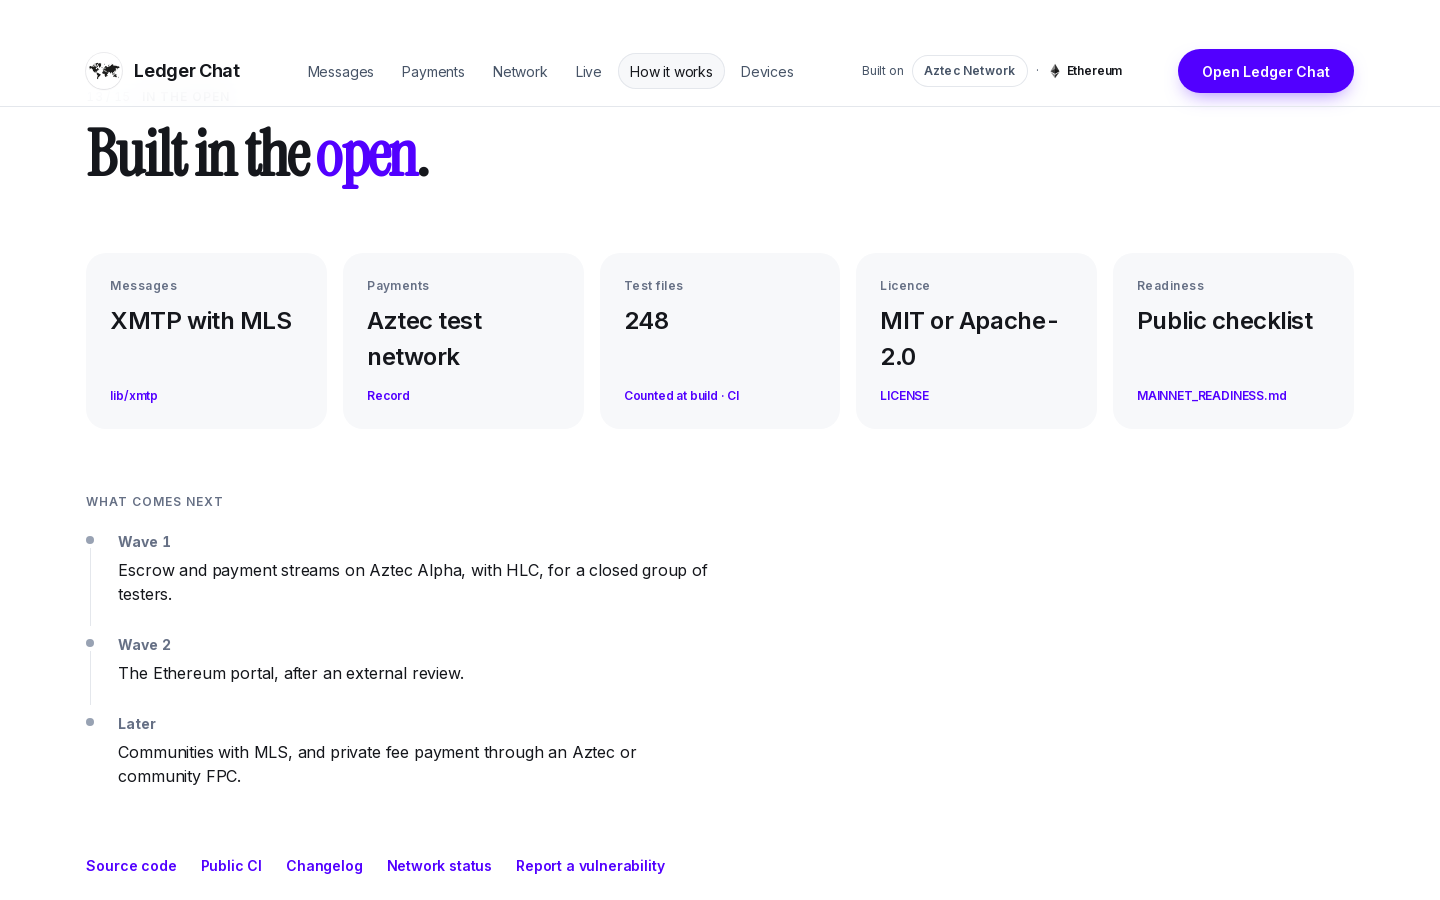 Ledger Chat
Messages
Payments
Network
Live
How it works
Devices
Built on
Aztec Network
·
Ethereum
Open Ledger Chat
IN THE OPEN
Built in the open.
Messages
XMTP with MLS
lib/xmtp
Payments
Aztec test
network
Record
Test files
248
Counted at build · CI
Licence
MIT or Apache-
2.0
LICENSE
Readiness
Public checklist
MAINNET_READINESS.md
WHAT COMES NEXT
Wave 1
Escrow and payment streams on Aztec Alpha, with HLC, for a closed group of
testers.
Wave 2
The Ethereum portal, after an external review.
Later
Communities with MLS, and private fee payment through an Aztec or
community FPC.
Source code
Public CI
Changelog
Network status
Report a vulnerability